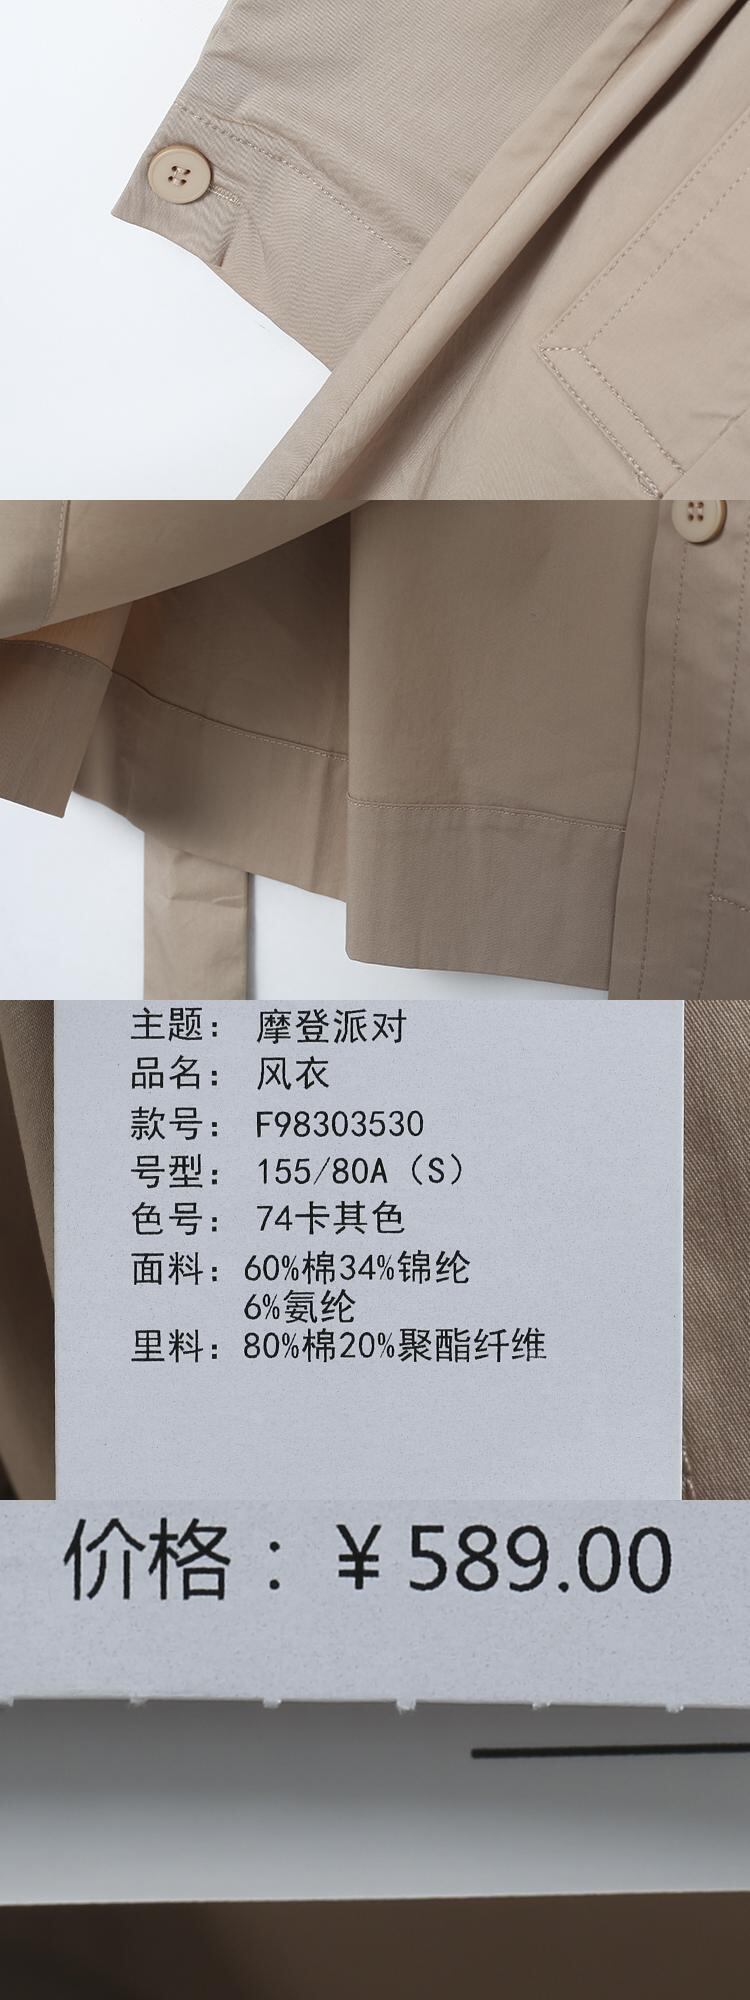 主题：摩登派对
品名：风衣
款号：F98303530
号型：155/80A（S）
色号：74卡其色
面料：60%棉34%锦纶
6%氨纶
里料：80%棉20%聚酯纤维
价格：¥589.00